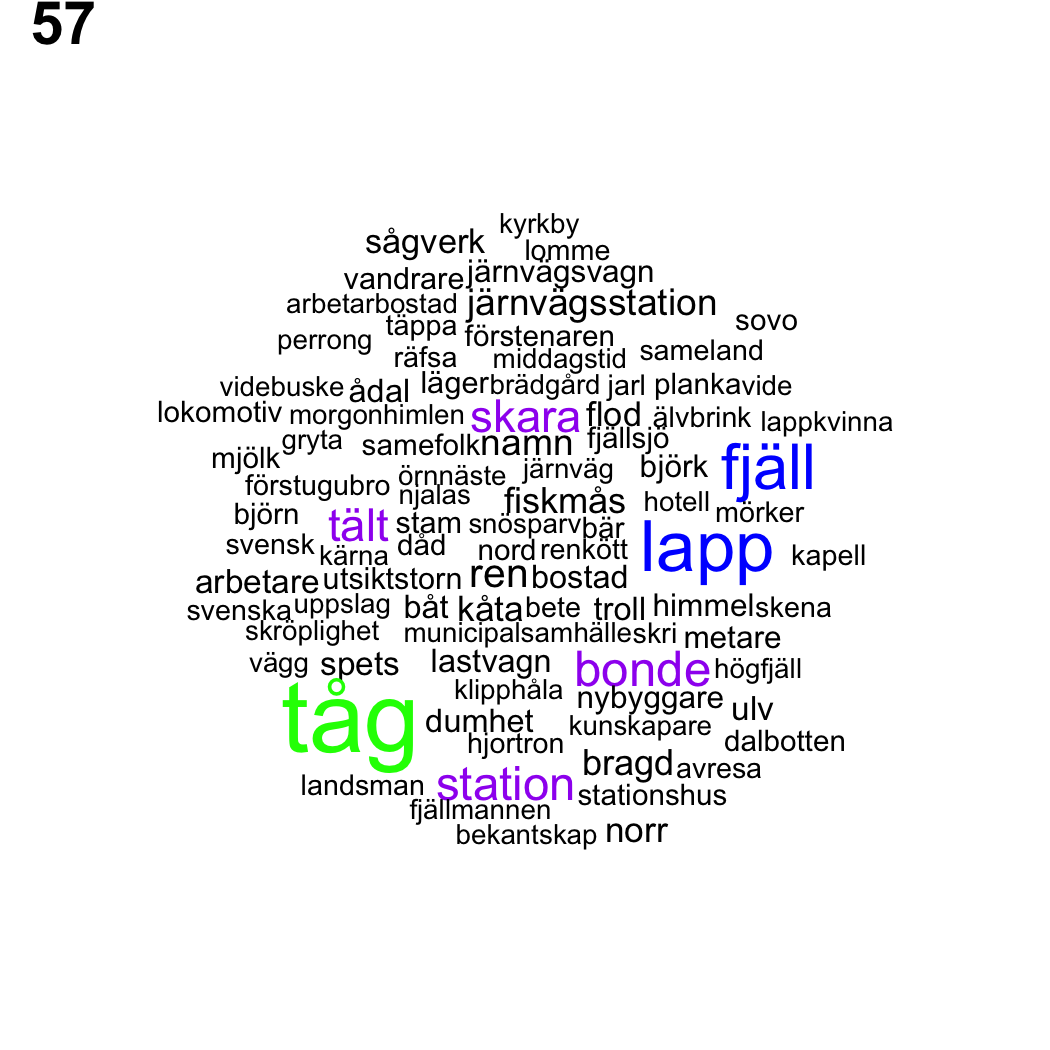 57
kyrkby
sågverk
lomme
vandrare järnvägsvagn
arbetarbostad järnvägsstation
täppa förstenaren sovo
perrong räfsa middagstid sameland
videbuske ådal läger brädgård jarl planka vide
lokomotiv morgonhimlen skara flod älvbrink lappkvinna
gryta samefolk namn fjällsjö
mjölk örnnäste järnväg björk fjäll
förstugubro njalas fiskmås hotell mörker
björn tält stam snösparv bär
svensk kärna dåd nord renkött lapp kapell
arbetare utsiktstorn ren bostad
svenska uppslag båt kåta bete troll himmel skena
skröplighet municipalsamhälle skri metare
vägg spets lastvagn bonde högfjäll
klipphåla nybyggare ulv
tåg dumhet kunskapare
hjortron dalbotten
bragd avresa
landsman station stationshus
fjällmannen
bekantskap norr